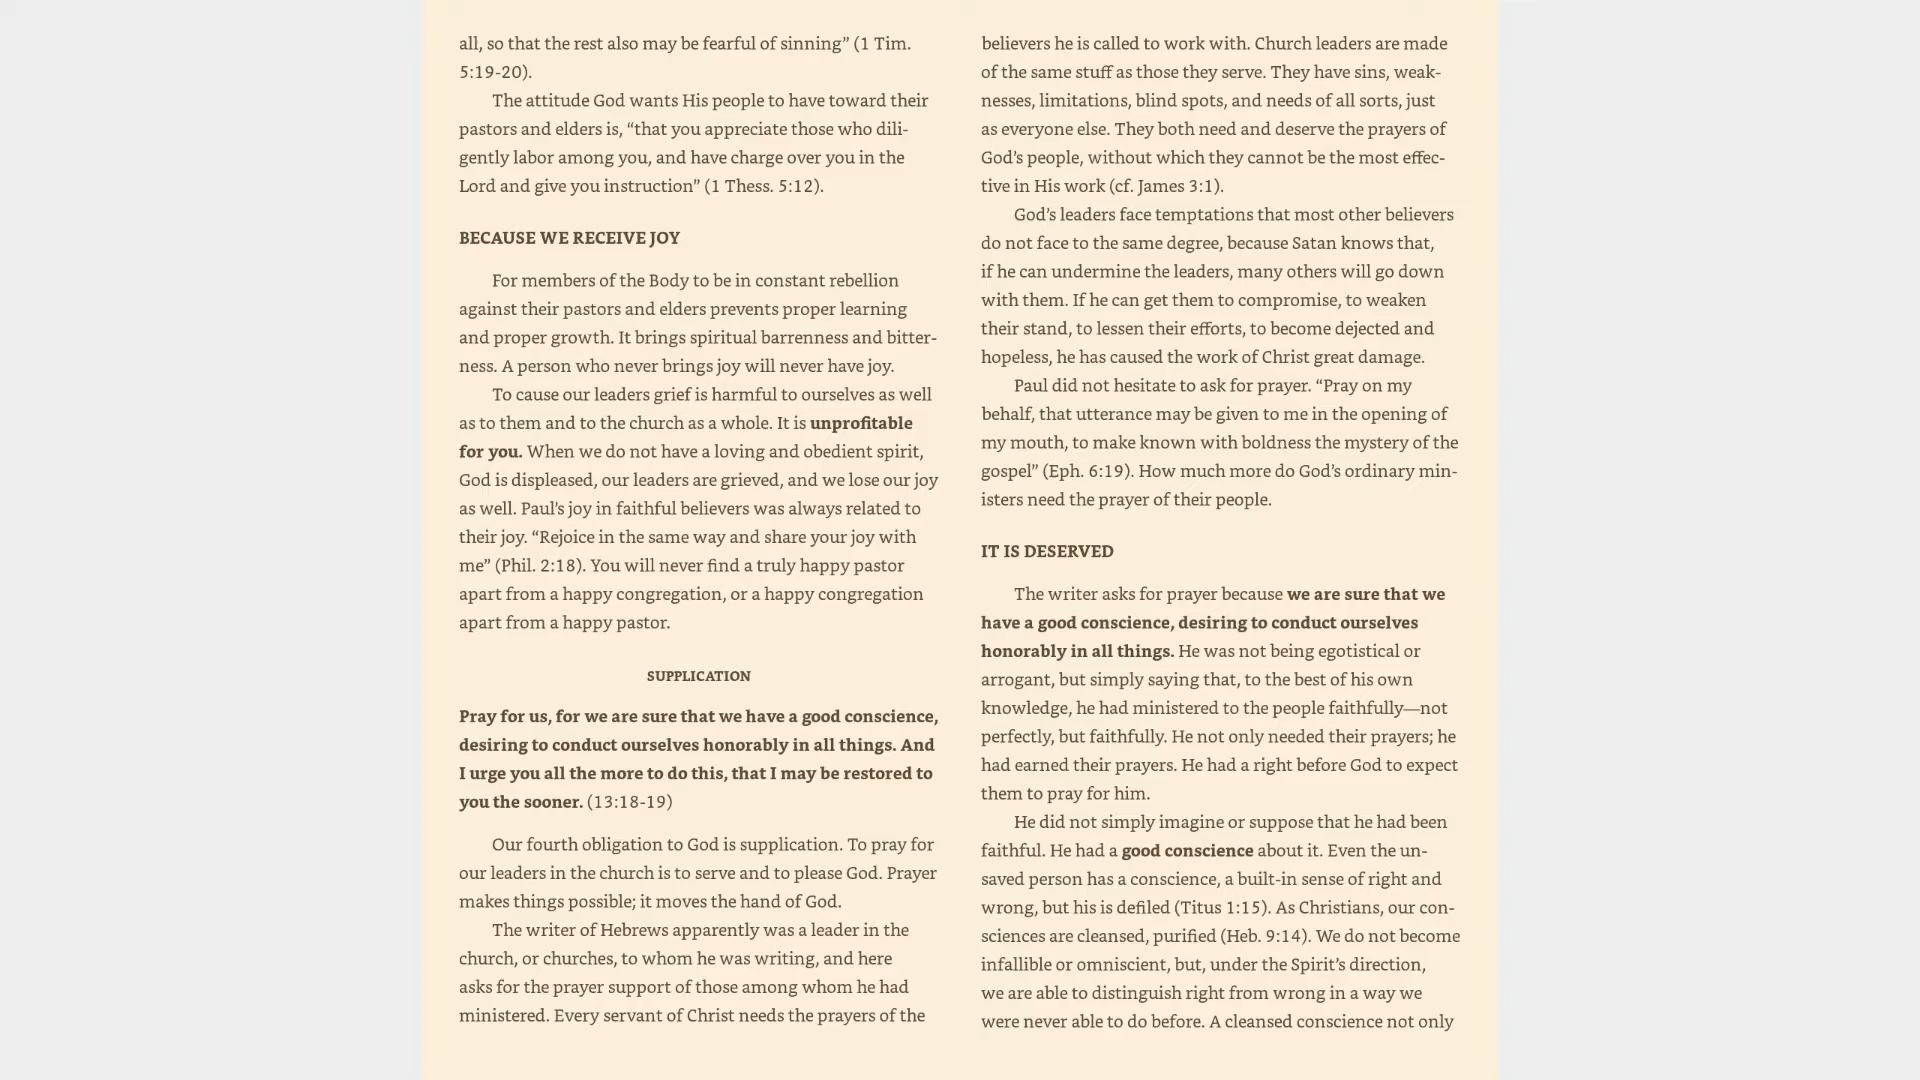 all, so that the rest also may be fearful of sinning” (1 Tim.
5:19-20).
The attitude God wants His people to have toward their
pastors and elders is, “that you appreciate those who dili-
gently labor among you, and have charge over you in the
Lord and give you instruction” (1 Thess. 5:12).
BECAUSE WE RECEIVE JOY
For members of the Body to be in constant rebellion
against their pastors and elders prevents proper learning
and proper growth. It brings spiritual barrenness and bitter-
ness. A person who never brings joy will never have joy.
To cause our leaders grief is harmful to ourselves as well
as to them and to the church as a whole. It is unprofitable
for you. When we do not have a loving and obedient spirit,
God is displeased, our leaders are grieved, and we lose our joy
as well. Paul’s joy in faithful believers was always related to
their joy. “Rejoice in the same way and share your joy with
me” (Phil. 2:18). You will never find a truly happy pastor
apart from a happy congregation, or a happy congregation
apart from a happy pastor.
SUPPLICATION
Pray for us, for we are sure that we have a good conscience,
desiring to conduct ourselves honorably in all things. And
I urge you all the more to do this, that I may be restored to
you the sooner. (13:18-19)
Our fourth obligation to God is supplication. To pray for
our leaders in the church is to serve and to please God. Prayer
makes things possible; it moves the hand of God.
The writer of Hebrews apparently was a leader in the
church, or churches, to whom he was writing, and here
asks for the prayer support of those among whom he had
ministered. Every servant of Christ needs the prayers of the
believers he is called to work with. Church leaders are made
of the same stuff as those they serve. They have sins, weak-
nesses, limitations, blind spots, and needs of all sorts, just
as everyone else. They both need and deserve the prayers of
God’s people, without which they cannot be the most effec-
tive in His work (cf. James 3:1).
God’s leaders face temptations that most other believers
do not face to the same degree, because Satan knows that,
if he can undermine the leaders, many others will go down
with them. If he can get them to compromise, to weaken
their stand, to lessen their efforts, to become dejected and
hopeless, he has caused the work of Christ great damage.
Paul did not hesitate to ask for prayer. “Pray on my
behalf, that utterance may be given to me in the opening of
my mouth, to make known with boldness the mystery of the
gospel” (Eph. 6:19). How much more do God’s ordinary min-
isters need the prayer of their people.
IT IS DESERVED
The writer asks for prayer because we are sure that we
have a good conscience, desiring to conduct ourselves
honorably in all things. He was not being egotistical or
arrogant, but simply saying that, to the best of his own
knowledge, he had ministered to the people faithfully—not
perfectly, but faithfully. He not only needed their prayers; he
had earned their prayers. He had a right before God to expect
them to pray for him.
He did not simply imagine or suppose that he had been
faithful. He had a good conscience about it. Even the un-
saved person has a conscience, a built-in sense of right and
wrong, but his is defiled (Titus 1:15). As Christians, our con-
sciences are cleansed, purified (Heb. 9:14). We do not become
infallible or omniscient, but, under the Spirit’s direction,
we are able to distinguish right from wrong in a way we
were never able to do before. A cleansed conscience not only